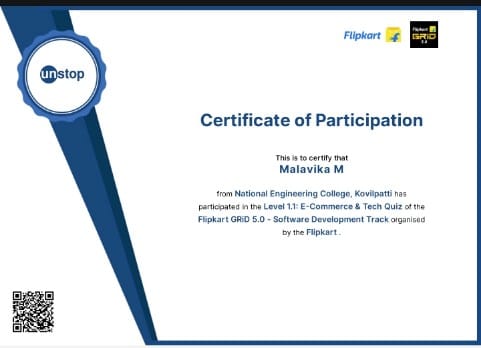 unstop
Flipkart
Flipkart
GRiD
5.0
Certificate of Participation
This is to certify that
Malavika M
from National Engineering College, Kovilpatti has
participated in the Level 1.1: E-Commerce & Tech Quiz of the
Flipkart GRiD 5.0 - Software Development Track organised
by the Flipkart .